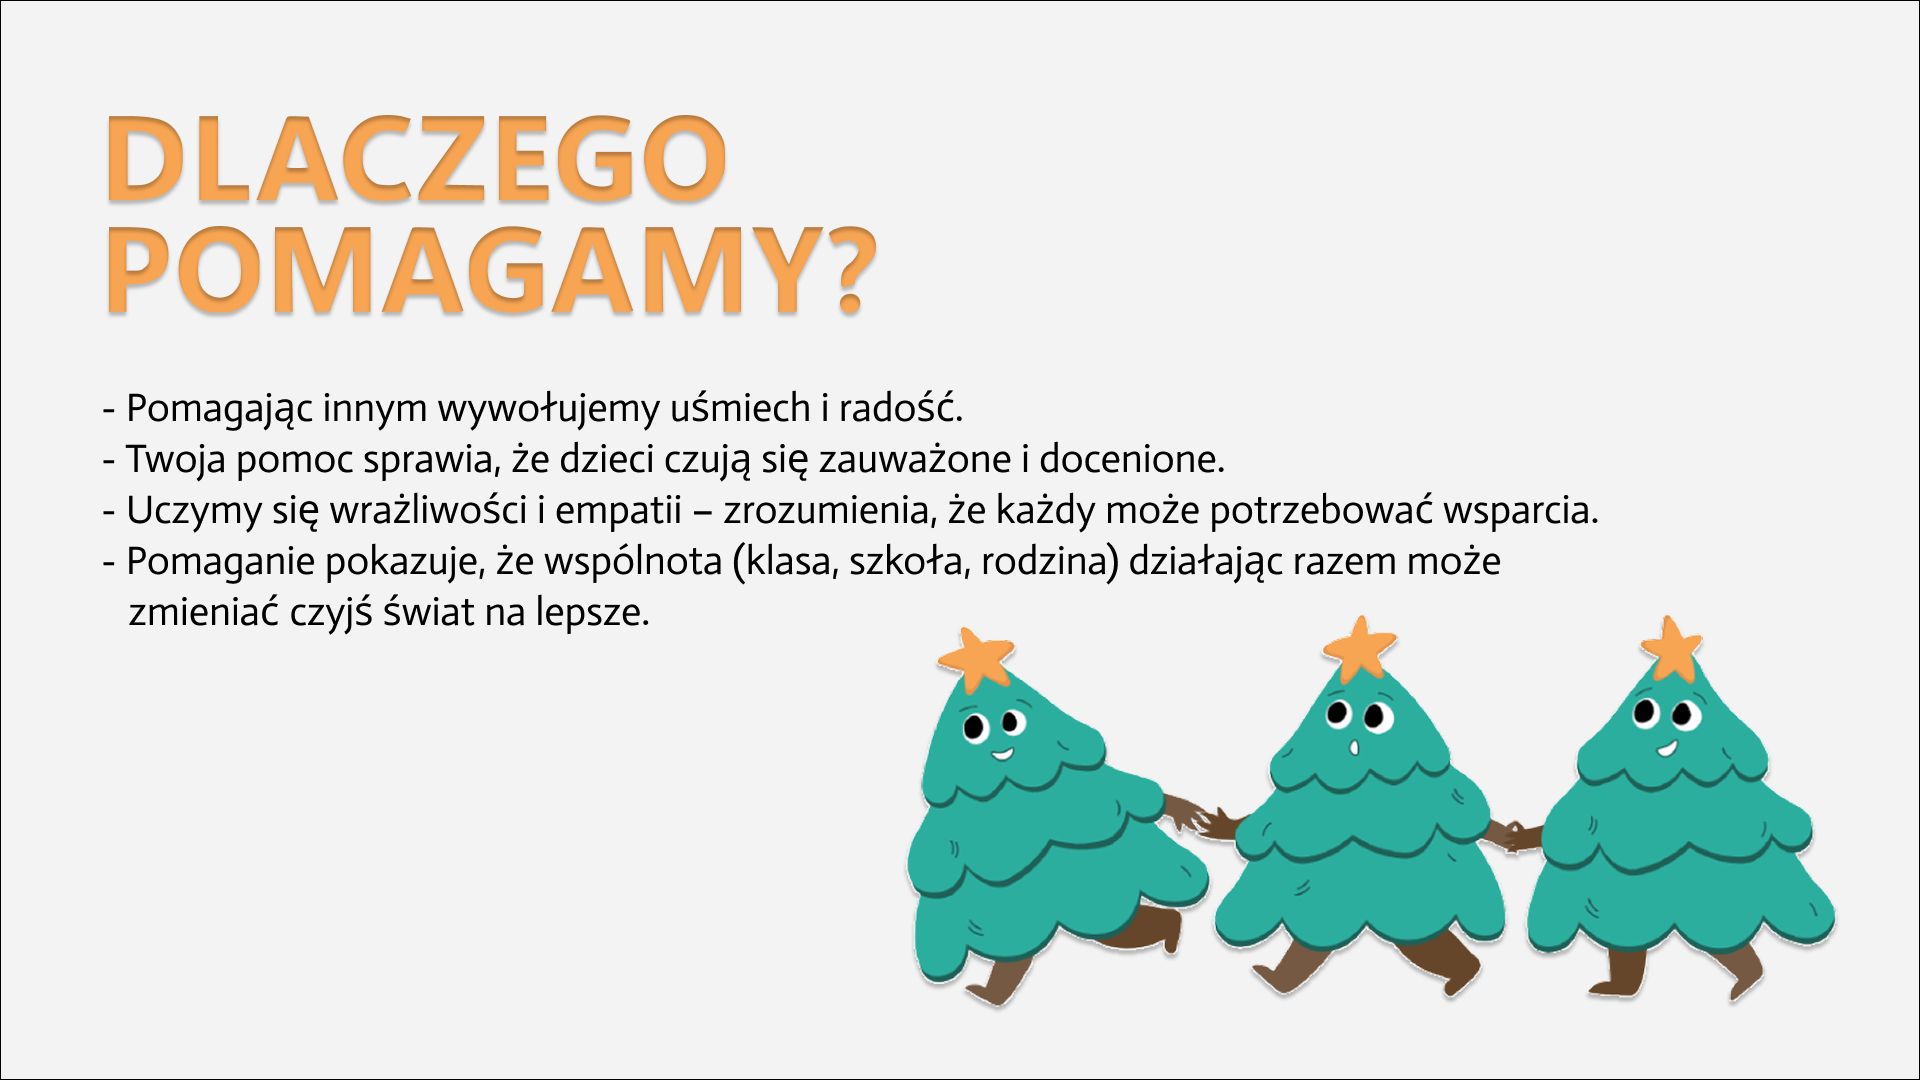 DLACZEGO
POMAGAMY?
- Pomagając innym wywołujemy uśmiech i radość.
- Twoja pomoc sprawia, że dzieci czują się zauważone i docenione.
- Uczymy się wrażliwości i empatii – zrozumienia, że każdy może potrzebować wsparcia.
- Pomaganie pokazuje, że wspólnota (klasa, szkoła, rodzina) działając razem może
zmieniać czyjś świat na lepsze.